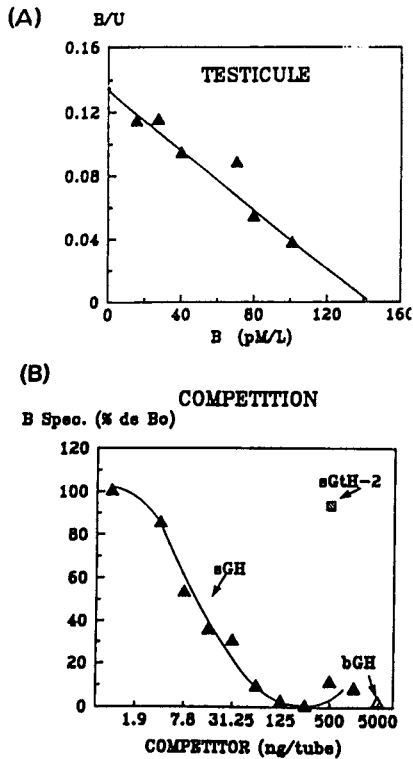 (A)
B/U
TESTICULE
0.16
0.12
0.08
0.04
0
0 40 80 120 16
B (pM/L)
(B)
COMPETITION
B Spec. (% de Bo)
120
100
80
60
40
20
0
sGtH-2
sGH
bGH
1.9 7.8 31.25 125 500 5000
COMPETITOR (ng/tube)